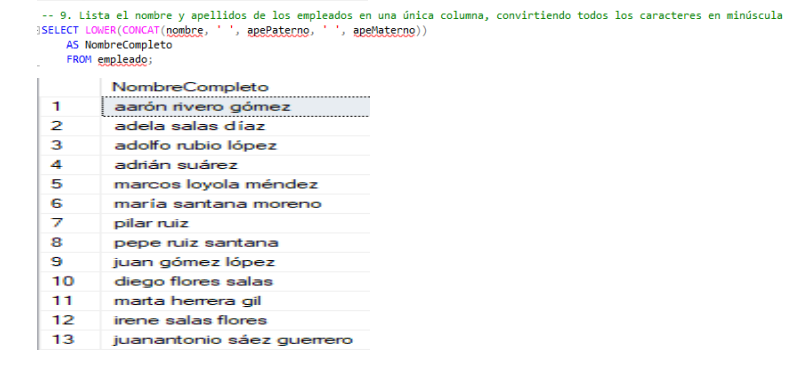 -- 9. Lista el nombre y apellidos de los empleados en una única columna, convirtiendo todos los caracteres en minúscula
SELECT LOWER(CONCAT(nombre, ' ', apePaterno, ' ', apeMaterno))
AS NombreCompleto
FROM empleado;
NombreCompleto
1 aarón rivero gómez
2 adela salas díaz
3 adolfo rubio lópez
4 adrián suárez
5 marcos loyola méndez
6 maría santana moreno
7 pilar ruiz
8 pepe ruiz santana
9 juan gómez lópez
10 diego flores salas
11 marta herrera gil
12 irene salas flores
13 juanantonio sáez guerrero